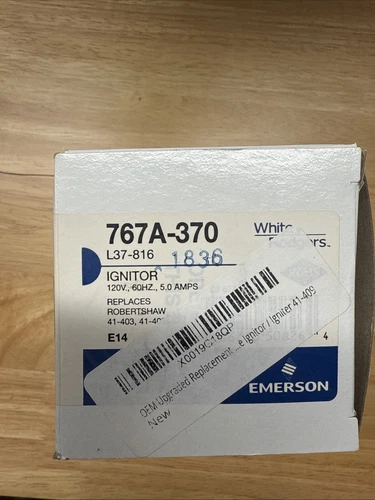 767A-370
White
Rodgers
L37-816
1836
IGNITOR
120V., 60HZ., 5.0 AMPS
REPLACES
ROBERTSHAW
41-403,
E14
4
OEM Upgraded Replacement ...e Ignitor / Igniter 41-409
New
EMERSON